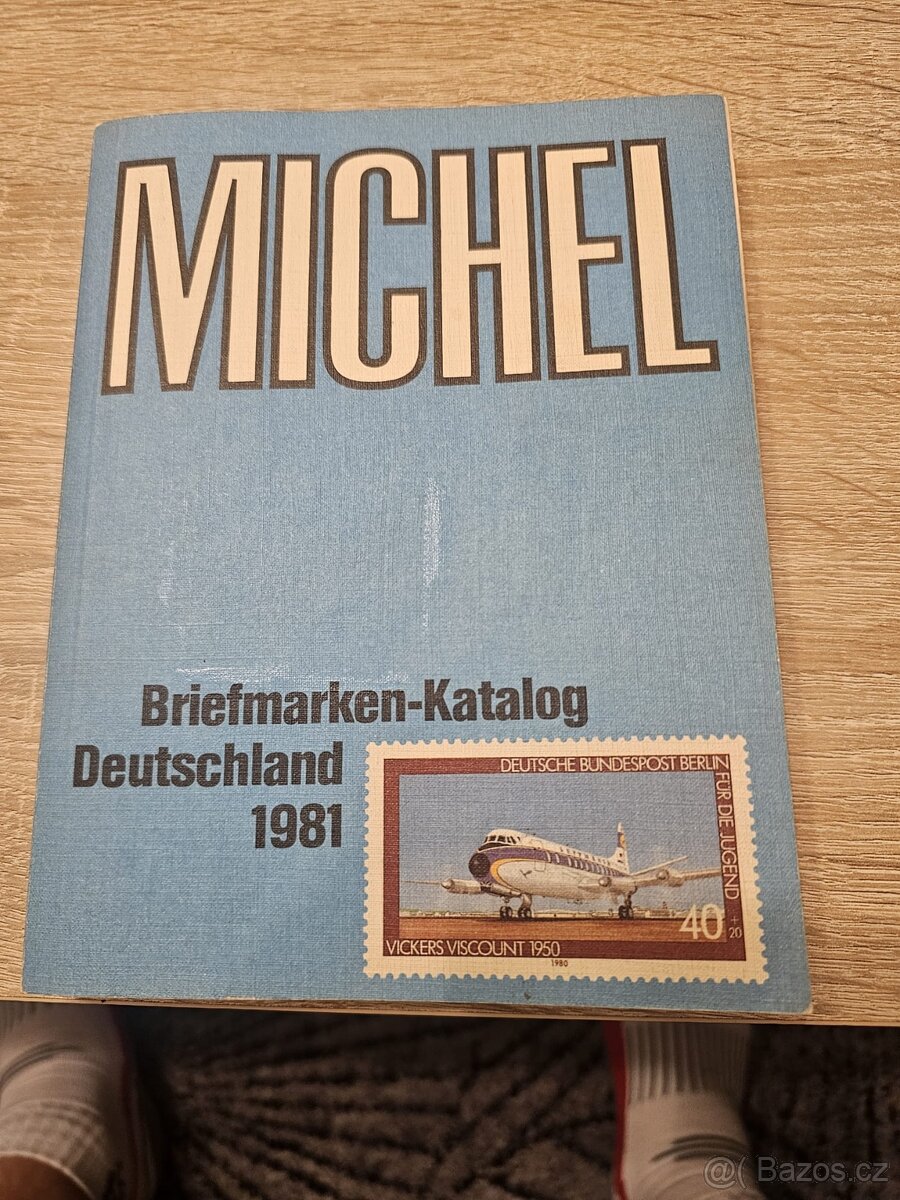 MICHEL
Briefmarken-Katalog
Deutschland
1981
DEUTSCHE BUNDESPOST BERLIN
FÜR DIE JUGEND
40 + 20
VICKERS VISCOUNT 1950
1980
@( Bazos.cz